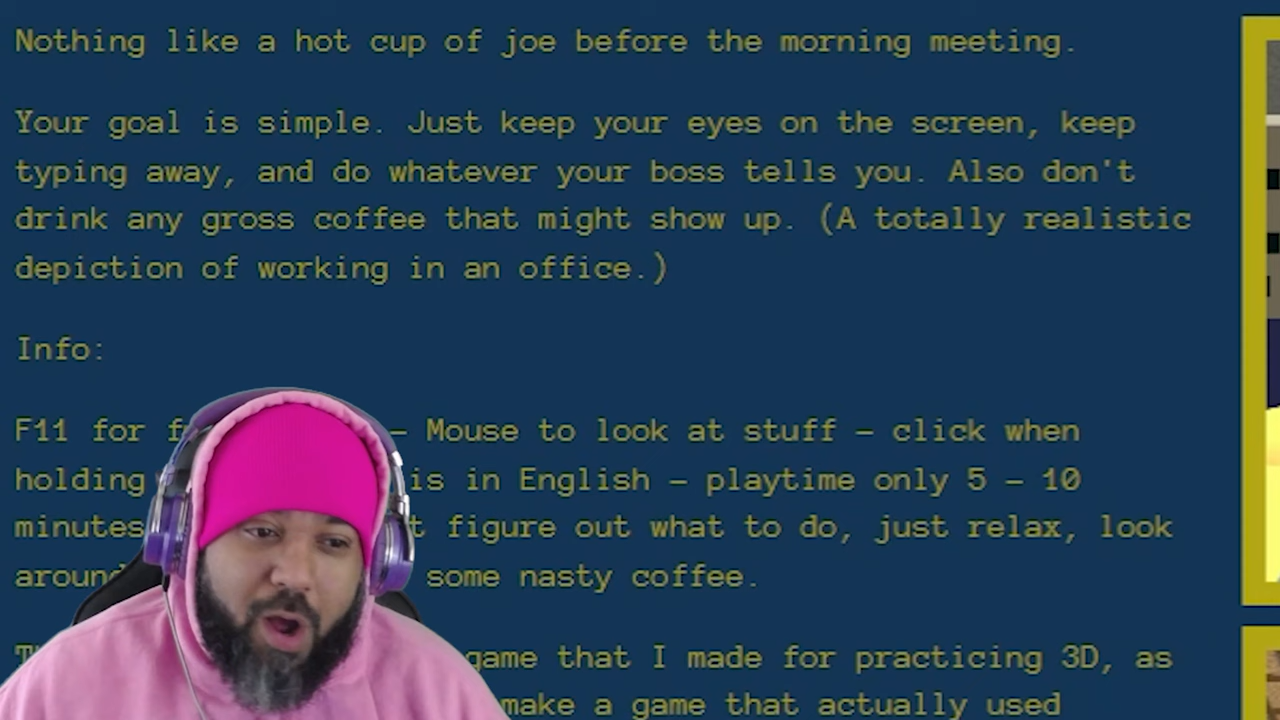 Nothing like a hot cup of joe before the morning meeting.
Your goal is simple. Just keep your eyes on the screen, keep
typing away, and do whatever your boss tells you. Also don't
drink any gross coffee that might show up. (A totally realistic
depiction of working in an office.)
Info:
F11 for – Mouse to look at stuff – click when
holding is in English – playtime only 5 – 10
minutes figure out what to do, just relax, look
around some nasty coffee.
game that I made for practicing 3D, as
make a game that actually used